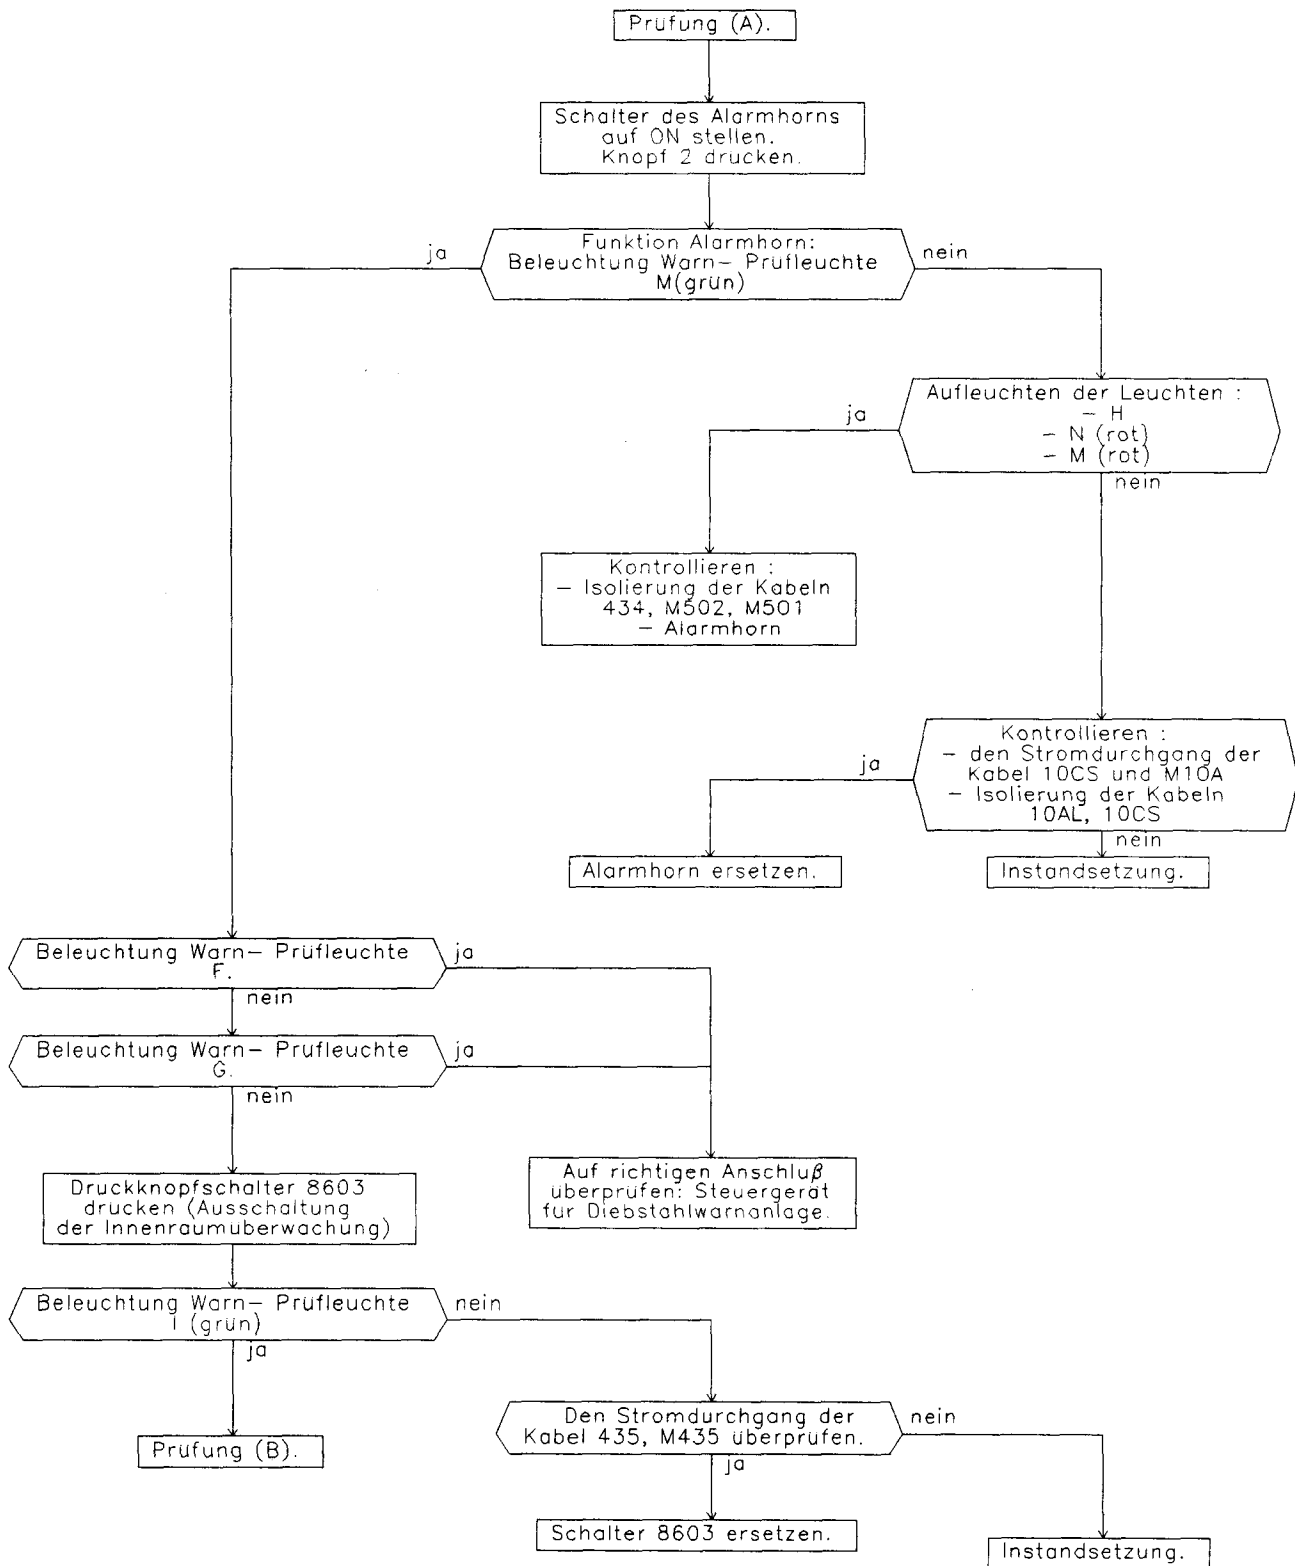 Prüfung (A).
Schalter des Alarmhorns
auf ON stellen.
Knopf 2 drücken.
ja
Funktion Alarmhorn:
Beleuchtung Warn– Prüfleuchte
M(grün)
nein
Aufleuchten der Leuchten :
– H
– N (rot)
– M (rot)
ja
nein
Kontrollieren :
– Isolierung der Kabeln
434, M502, M501
– Alarmhorn
Kontrollieren :
– den Stromdurchgang der
Kabel 10CS und M10A
– Isolierung der Kabeln
10AL, 10CS
ja
nein
Alarmhorn ersetzen.
Instandsetzung.
Beleuchtung Warn– Prüfleuchte
F.
ja
nein
Beleuchtung Warn– Prüfleuchte
G.
ja
nein
Druckknopfschalter 8603
drücken (Ausschaltung
der Innenraumüberwachung)
Auf richtigen Anschluß
überprüfen: Steuergerät
für Diebstahlwarnanlage.
Beleuchtung Warn– Prüfleuchte
I (grün)
nein
ja
Prüfung (B).
Den Stromdurchgang der
Kabel 435, M435 überprüfen.
nein
ja
Schalter 8603 ersetzen.
Instandsetzung.